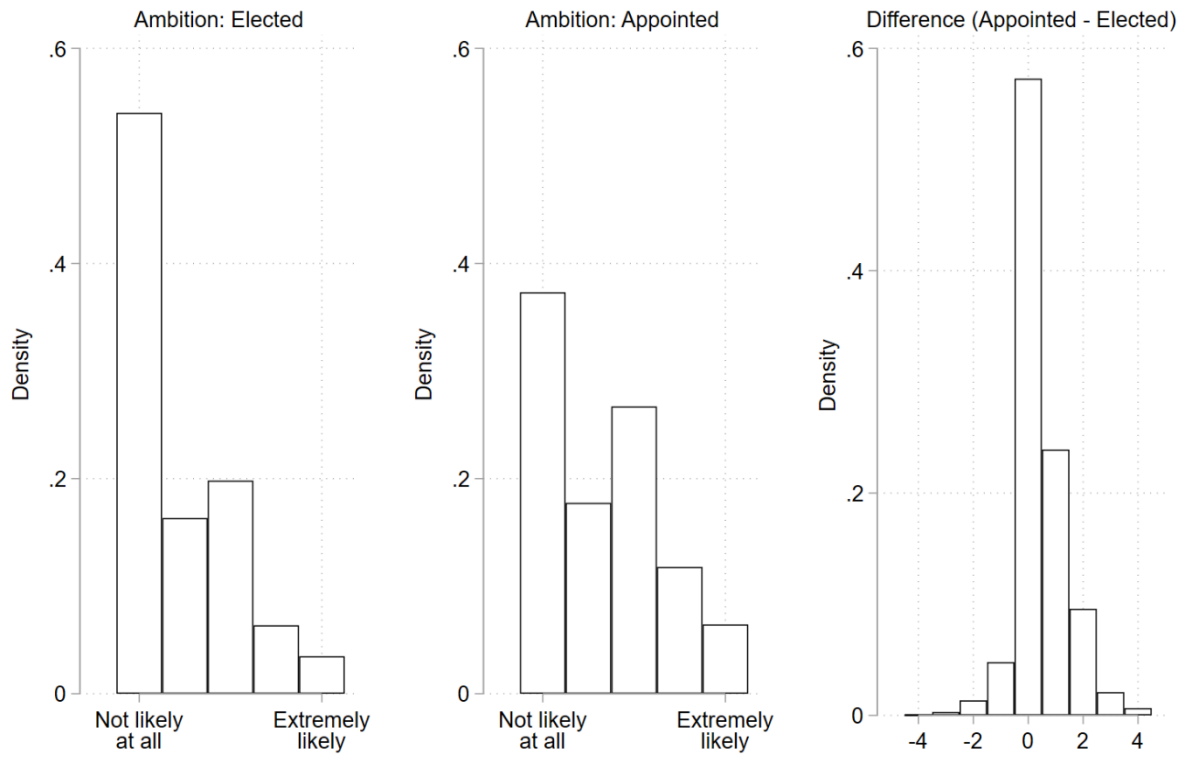 Ambition: Elected
.6
.4
.2
0
Density
Not likely
at all
Extremely
likely
Ambition: Appointed
.6
.4
.2
0
Density
Not likely
at all
Extremely
likely
Difference (Appointed - Elected)
.6
.4
.2
0
Density
-4
-2
0
2
4